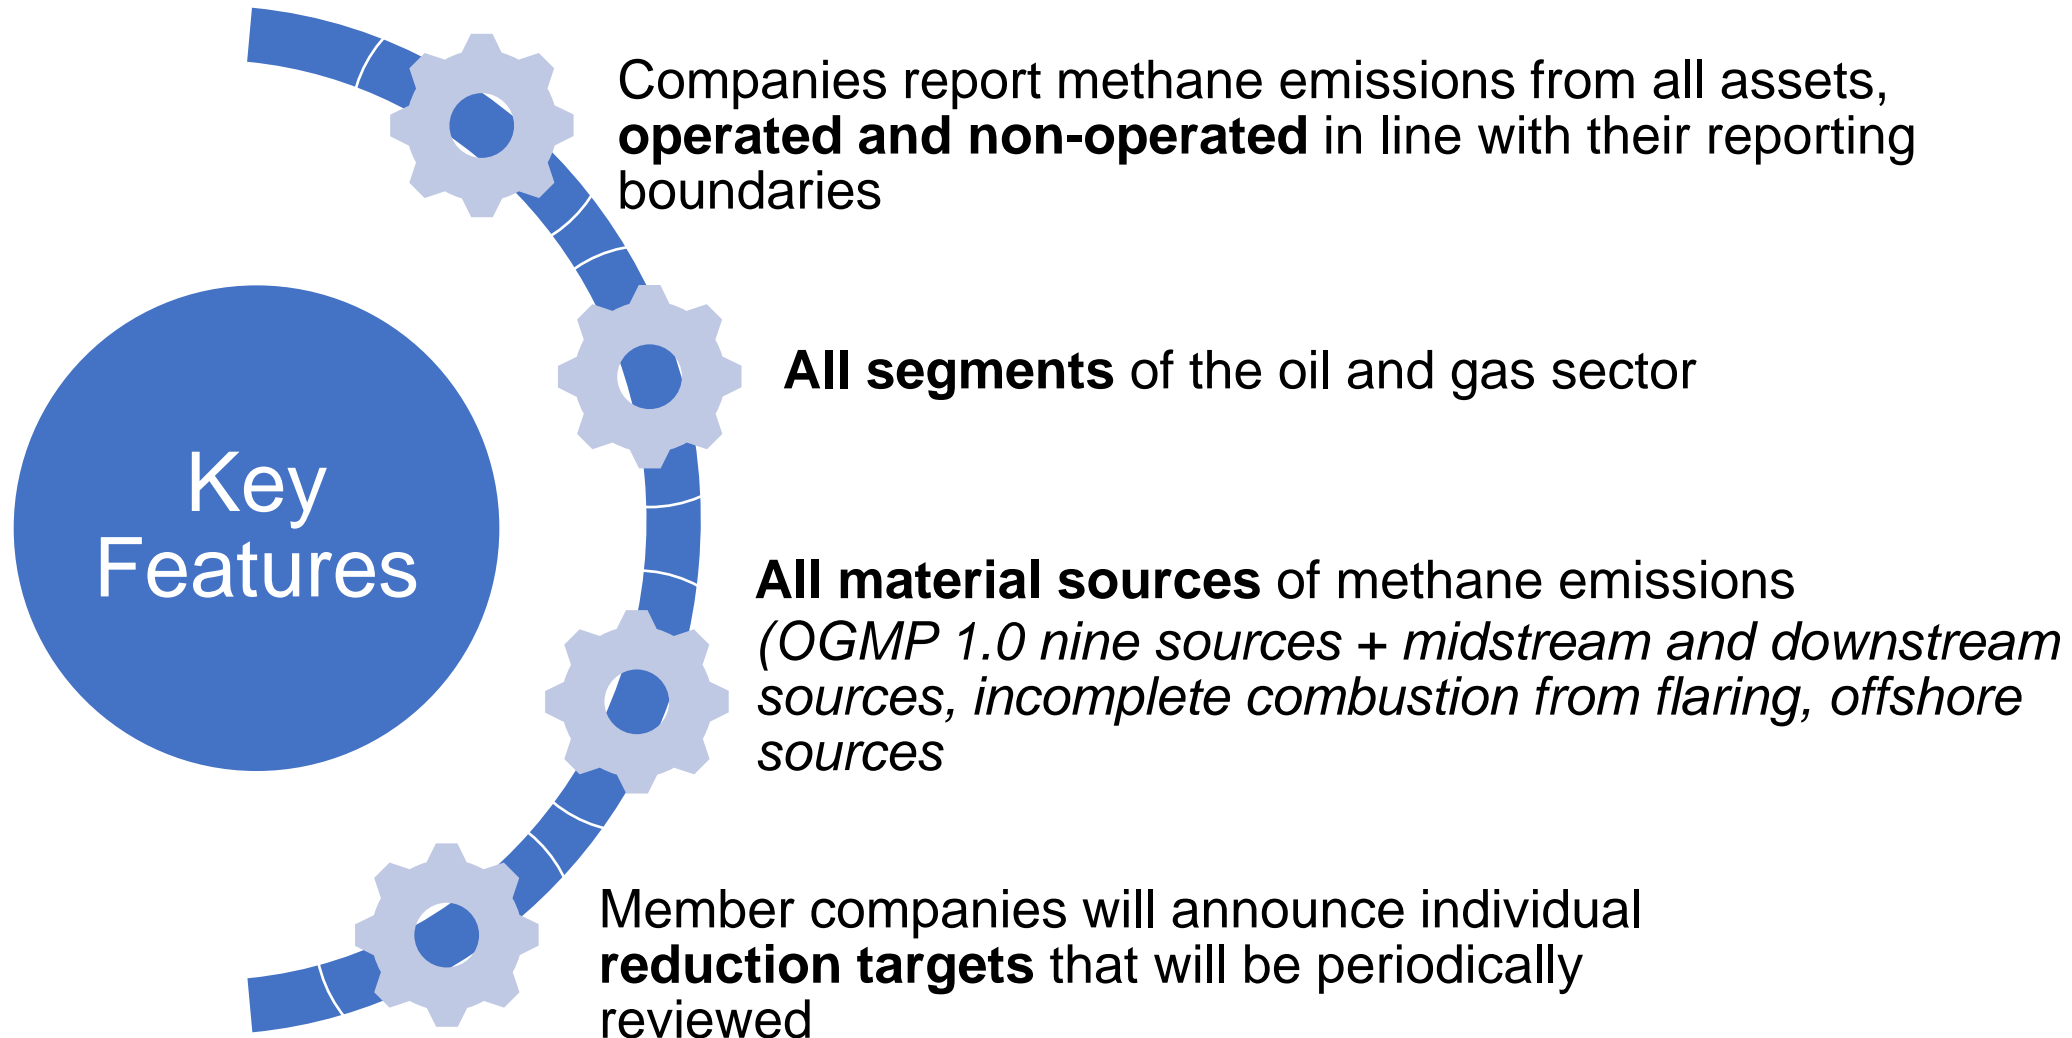 Key
Features
Companies report methane emissions from all assets,
operated and non-operated in line with their reporting
boundaries
All segments of the oil and gas sector
All material sources of methane emissions
(OGMP 1.0 nine sources + midstream and downstream
sources, incomplete combustion from flaring, offshore
sources
Member companies will announce individual
reduction targets that will be periodically
reviewed